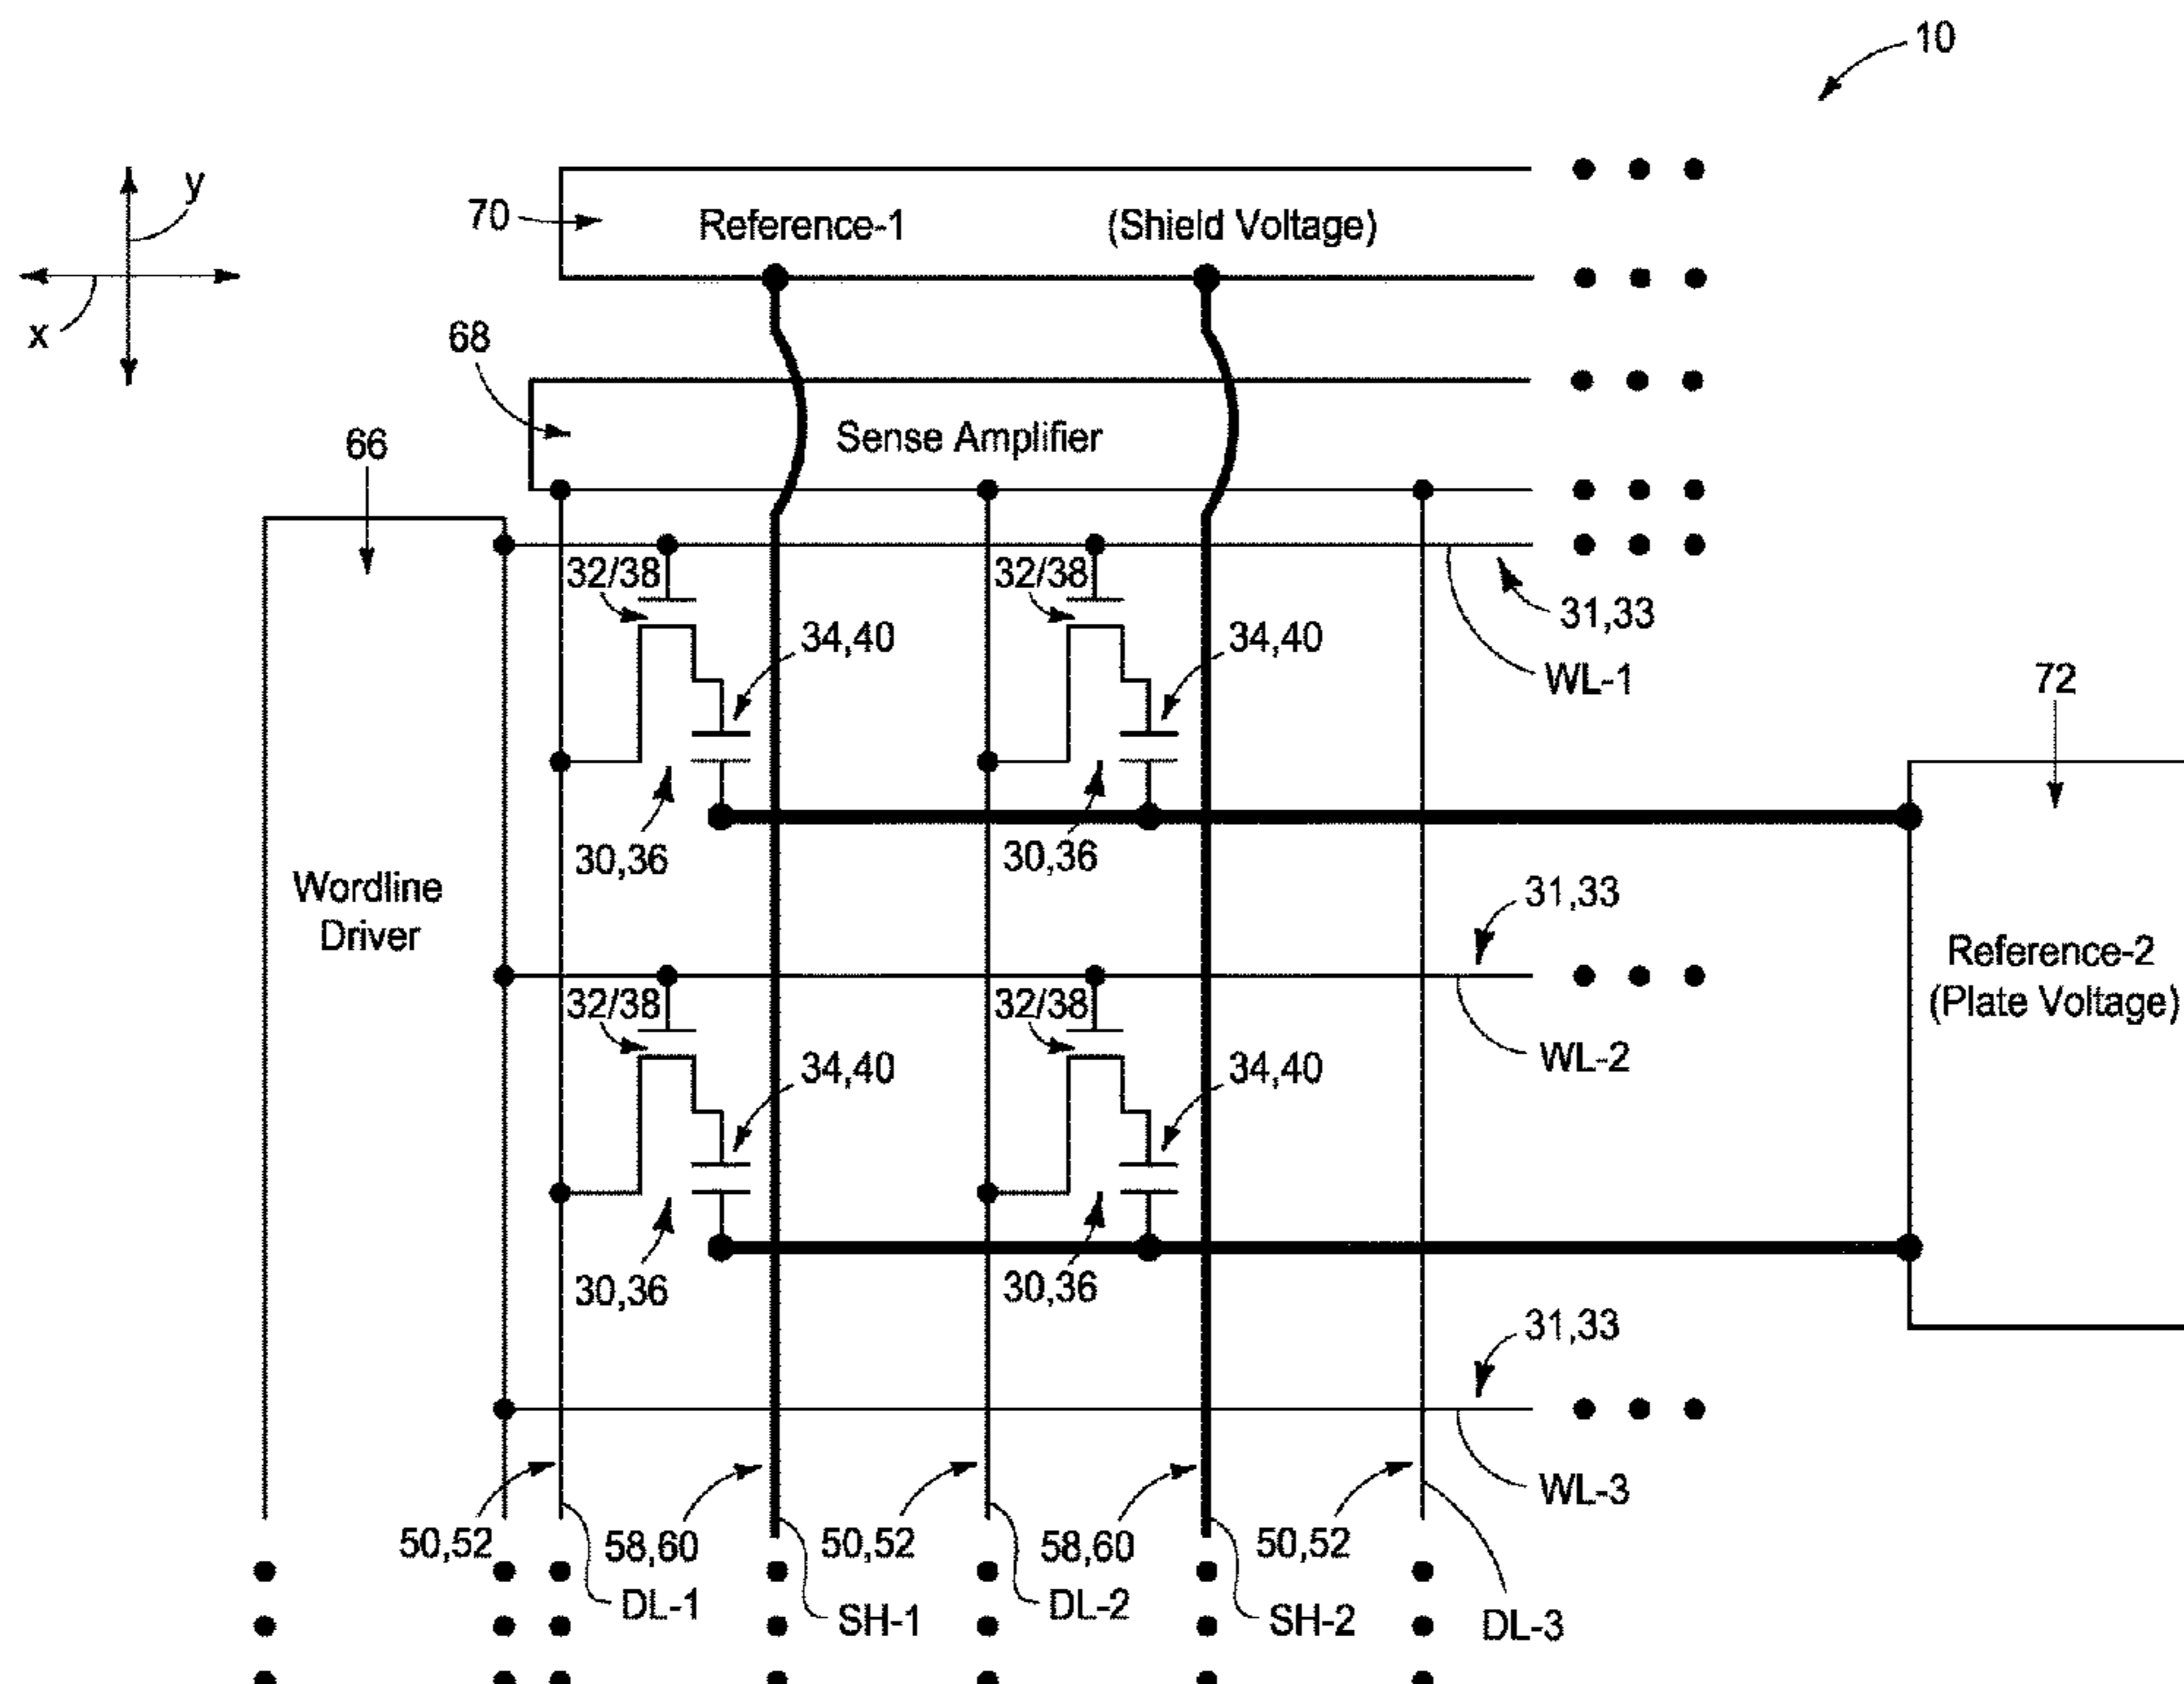 10
y
70
Reference-1 (Shield Voltage)
x
68
Sense Amplifier
66
32/38
32/38
31,33
34,40
34,40
WL-1
72
30,36
30,36
Wordline
Driver
31,33
Reference-2
(Plate Voltage)
32/38
32/38
WL-2
34,40
34,40
30,36
30,36
31,33
WL-3
50,52
58,60
50,52
58,60
50,52
DL-1
SH-1
DL-2
SH-2
DL-3